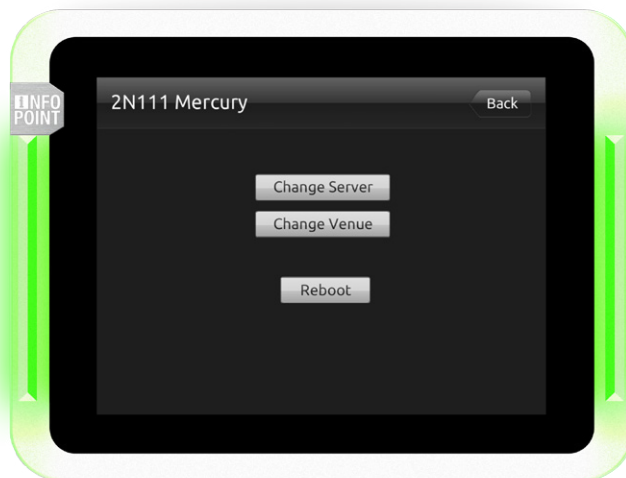 INFO
POINT
2N111 Mercury
Back
Change Server
Change Venue
Reboot